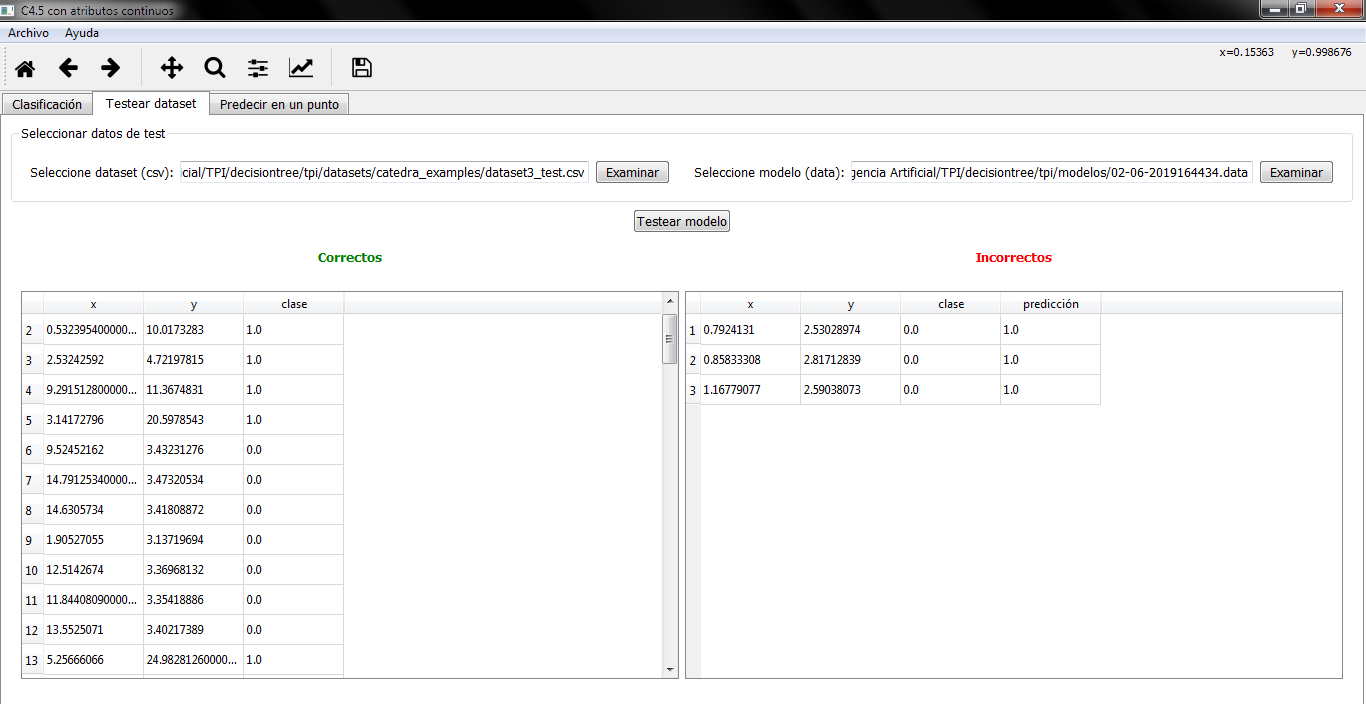 C4.5 con atributos continuos
Archivo Ayuda
x=0.15363 y=0.998676
Clasificación Testear dataset Predecir en un punto
Seleccionar datos de test
Seleccione dataset (csv): icial/TPI/decisiontree/tpi/datasets/catedra_examples/dataset3_test.csv Examinar Seleccione modelo (data): gencia Artificial/TPI/decisiontree/tpi/modelos/02-06-2019164434.data Examinar
Testear modelo
Correctos Incorrectos
x y clase
2 0.532395400000... 10.0173283 1.0
3 2.53242592 4.72197815 1.0
4 9.291512800000... 11.3674831 1.0
5 3.14172796 20.5978543 1.0
6 9.52452162 3.43231276 0.0
7 14.79125340000... 3.47320534 0.0
8 14.6305734 3.41808872 0.0
9 1.90527055 3.13719694 0.0
10 12.5142674 3.36968132 0.0
11 11.84408090000... 3.35418886 0.0
12 13.5525071 3.40217389 0.0
13 5.25666066 24.98281260000... 1.0
x y clase predicción
1 0.7924131 2.53028974 0.0 1.0
2 0.85833308 2.81712839 0.0 1.0
3 1.16779077 2.59038073 0.0 1.0